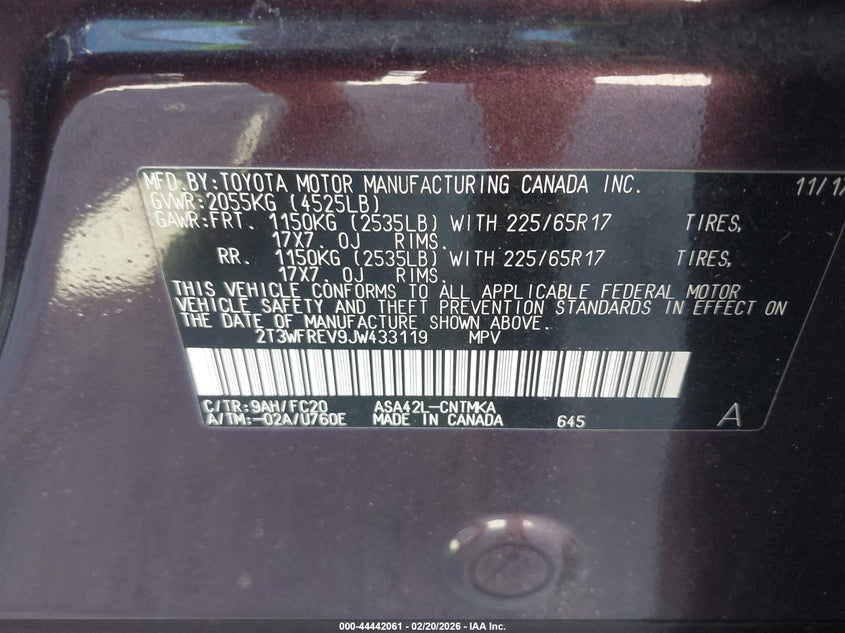 MFD. BY: TOYOTA MOTOR MANUFACTURING CANADA INC. 11/17
GVWR: 2055KG (4525LB)
GAWR: FRT. 1150KG (2535LB) WITH 225/65R17 TIRES,
17X7.0J RIMS.
RR. 1150KG (2535LB) WITH 225/65R17 TIRES,
17X7.0J RIMS.
THIS VEHICLE CONFORMS TO ALL APPLICABLE FEDERAL MOTOR
VEHICLE SAFETY AND THEFT PREVENTION STANDARDS IN EFFECT ON
THE DATE OF MANUFACTURE SHOWN ABOVE.
2T3WFREV9JW433119 MPV
C/TR: 9AH/FC20 ASA42L-CNTMKA
A/TM: -02A/U760E MADE IN CANADA 645 A
000-44442061 - 02/20/2026 - IAA Inc.